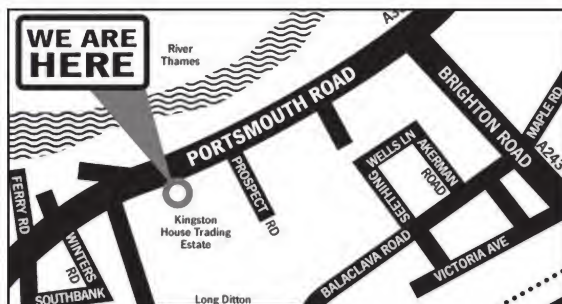 WE ARE
HERE
River
Thames
PORTSMOUTH ROAD
BRIGHTON ROAD
MAPLE RD
A243
WELLS LN
AKERMAN
ROAD
SEETHING
PROSPECT
RD
FERRY RD
WINTERS
RD
Kingston
House Trading
Estate
BALACLAVA ROAD
VICTORIA AVE
SOUTHBANK
Long Ditton